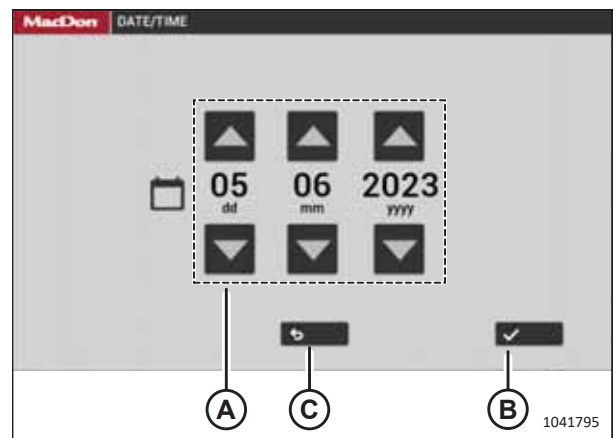 MacDon DATE/TIME
05 06 2023
dd mm yyyy
A C B
1041795